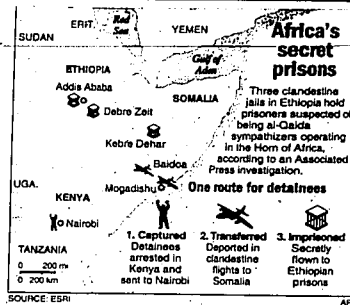 Africa's
secret
prisons
Three clandestine
jails in Ethiopia hold
prisoners suspected of
being al-Qaida
sympathizers operating
in the Horn of Africa,
according to an Associated
Press investigation.
SUDAN
ERIT.
Red
Sea
YEMEN
Gulf of
Aden
ETHIOPIA
Addis Ababa
Debre Zeit
SOMALIA
Kebre Dehar
Baidoa
UGA.
Mogadishu
KENYA
Nairobi
TANZANIA
0 200 mi
0 200 km
One route for detainees
1. Captured
Detainees
arrested in
Kenya and
sent to Nairobi
2. Transferred
Deported in
clandestine
flights to
Somalia
3. Imprisoned
Secretly
flown to
Ethiopian
prisons
SOURCE: ESRI
AP